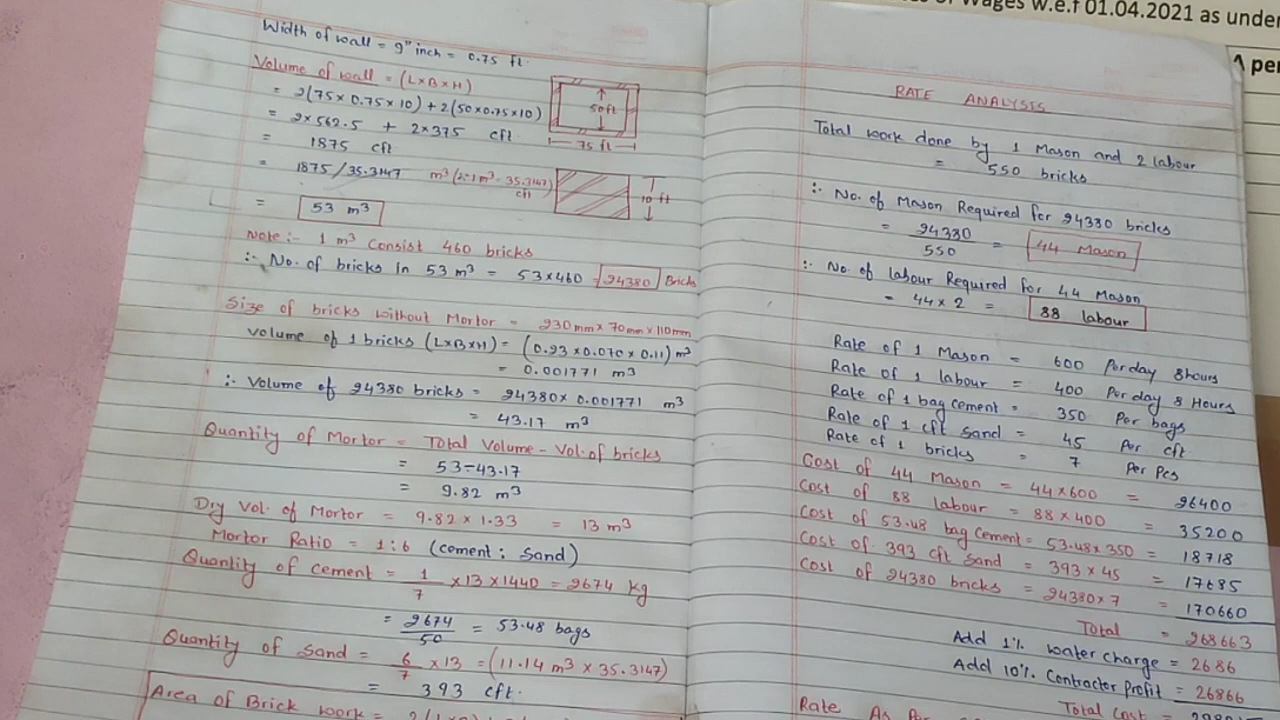 of Wages w.e.f 01.04.2021 as under
Width of wall = 9" inch = 0.75 ft.
Volume of wall = (L×B×H)
= 2(75×0.75×10) + 2(50×0.75×10)
= 2×562.5 + 2×375 cft
= 1875 cft
= 1875/35.3147 m³ (∵ 1m³ - 35.3147) cft
= 53 m³
50ft
75 ft
10 ft
Note:- 1 m³ Consist 460 bricks
∴ No. of bricks in 53 m³ = 53×460 = 24380 Bricks
Size of bricks without Mortor = 230mm × 70mm × 110mm
Volume of 1 bricks (L×B×H) = (0.23 × 0.070 × 0.11) m³
= 0.001771 m³
∴ Volume of 24380 bricks = 24380 × 0.001771 m³
= 43.17 m³
Quantity of Mortor = Total Volume - Vol. of bricks
= 53-43.17
= 9.82 m³
Dry Vol. of Mortor = 9.82 × 1.33 = 13 m³
Mortor Ratio = 1:6 (cement : Sand)
Quantity of Cement = 1/7 ×13 ×1440 = 2674 kg
= 2674/50 = 53.48 bags
Quantity of Sand = 6/7 ×13 = (11.14 m³ × 35.3147)
= 393 cft.
Area of Brick work =
RATE ANALYSIS
Total work done by 1 Mason and 2 labour
= 550 bricks
∴ No. of Mason Required for 24380 bricks
= 24380/550 = 44 Mason
∴ No. of labour Required for 44 Mason
= 44×2 = 88 labour
Rate of 1 Mason = 600 Per day 8 hours
Rate of 1 labour = 400 Per day 8 Hours
Rate of 1 bag cement = 350 Per bags
Rate of 1 cft Sand = 45 Per cft
Rate of 1 bricks = 7 Per Pcs
Cost of 44 Mason = 44×600 = 26400
Cost of 88 labour = 88×400 = 35200
Cost of 53.48 bag Cement = 53.48×350 = 18718
Cost of 393 cft Sand = 393×45 = 17685
Cost of 24380 bricks = 24380×7 = 170660
Total = 268663
Add 1% water charge = 2686
Add 10% Contractor Profit = 26866
Total Cost =
Rate As Per